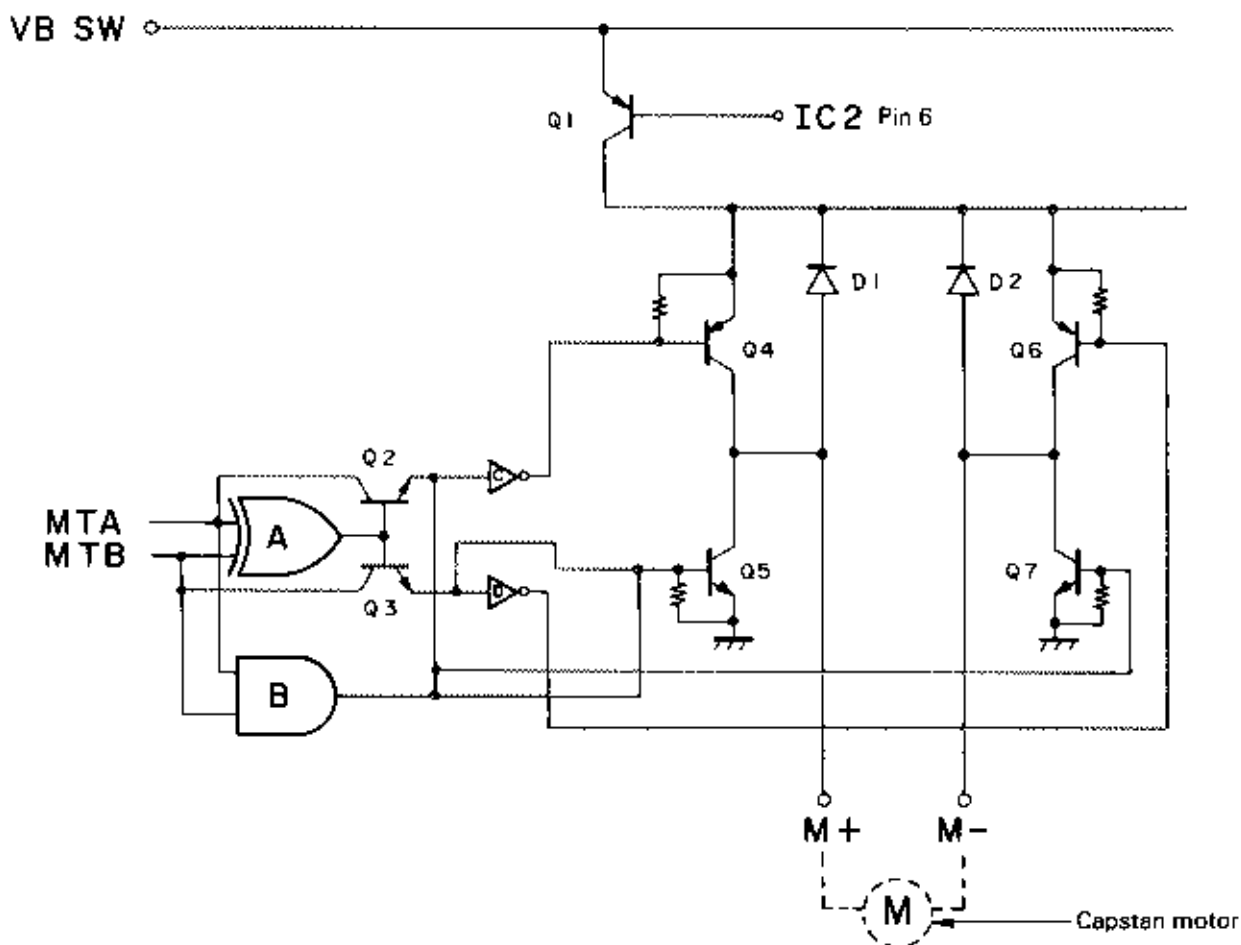 VB SW
Q1
IC2 Pin 6
D1
D2
Q4
Q6
Q2
C
MTA
MTB
A
Q5
Q7
D
Q3
B
M+
M-
M
Capstan motor